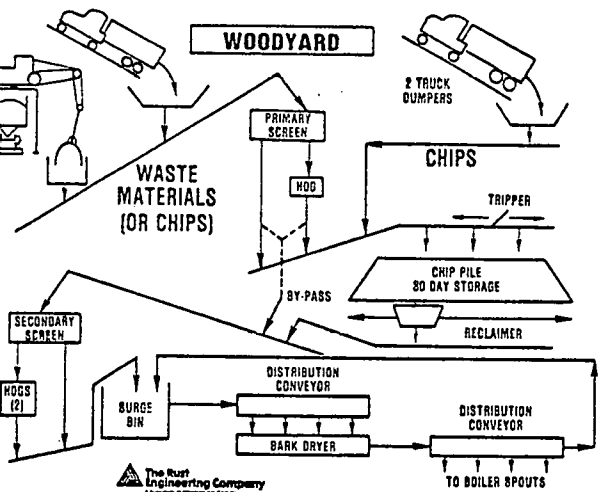 WOODYARD
2 TRUCK
DUMPERS
PRIMARY
SCREEN
CHIPS
WASTE
MATERIALS
(OR CHIPS)
HOG
TRIPPER
CHIP PILE
30 DAY STORAGE
BY-PASS
RECLAIMER
SECONDARY
SCREEN
DISTRIBUTION
CONVEYOR
HOGS
(2)
SURGE
BIN
DISTRIBUTION
CONVEYOR
BARK DRYER
TO BOILER SPOUTS
The Rust
Engineering Company